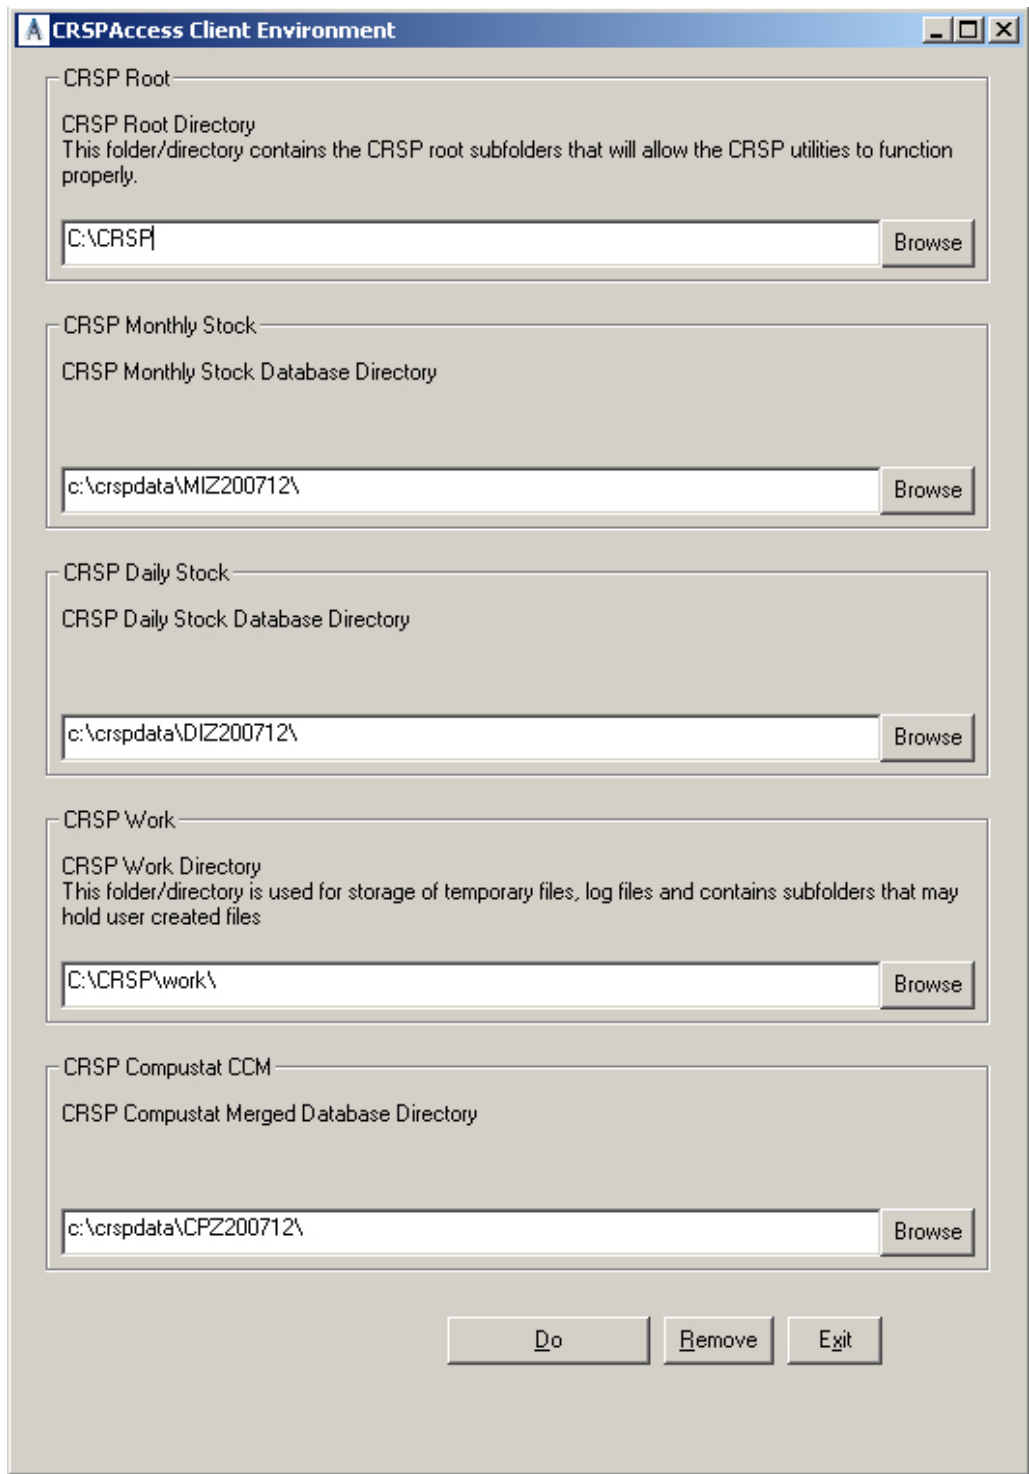 CRSPAccess Client Environment
CRSP Root
CRSP Root Directory
This folder/directory contains the CRSP root subfolders that will allow the CRSP utilities to function
properly.
C:\CRSP
Browse
CRSP Monthly Stock
CRSP Monthly Stock Database Directory
c:\crspdata\MIZ200712\
Browse
CRSP Daily Stock
CRSP Daily Stock Database Directory
c:\crspdata\DIZ200712\
Browse
CRSP Work
CRSP Work Directory
This folder/directory is used for storage of temporary files, log files and contains subfolders that may
hold user created files
C:\CRSP\work\
Browse
CRSP Compustat CCM
CRSP Compustat Merged Database Directory
c:\crspdata\CPZ200712\
Browse
Do Remove Exit